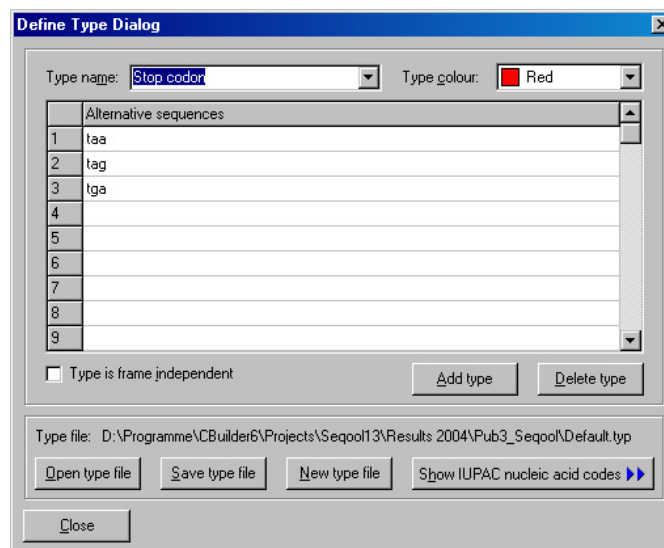 Define Type Dialog
Type name: Stop codon Type colour: Red
Alternative sequences
1 taa
2 tag
3 tga
4
5
6
7
8
9
Type is frame independent Add type Delete type
Type file: D:\Programme\CBuilder6\Projects\Seqool13\Results 2004\Pub3_Seqool\Default.typ
Open type file Save type file New type file Show IUPAC nucleic acid codes
Close